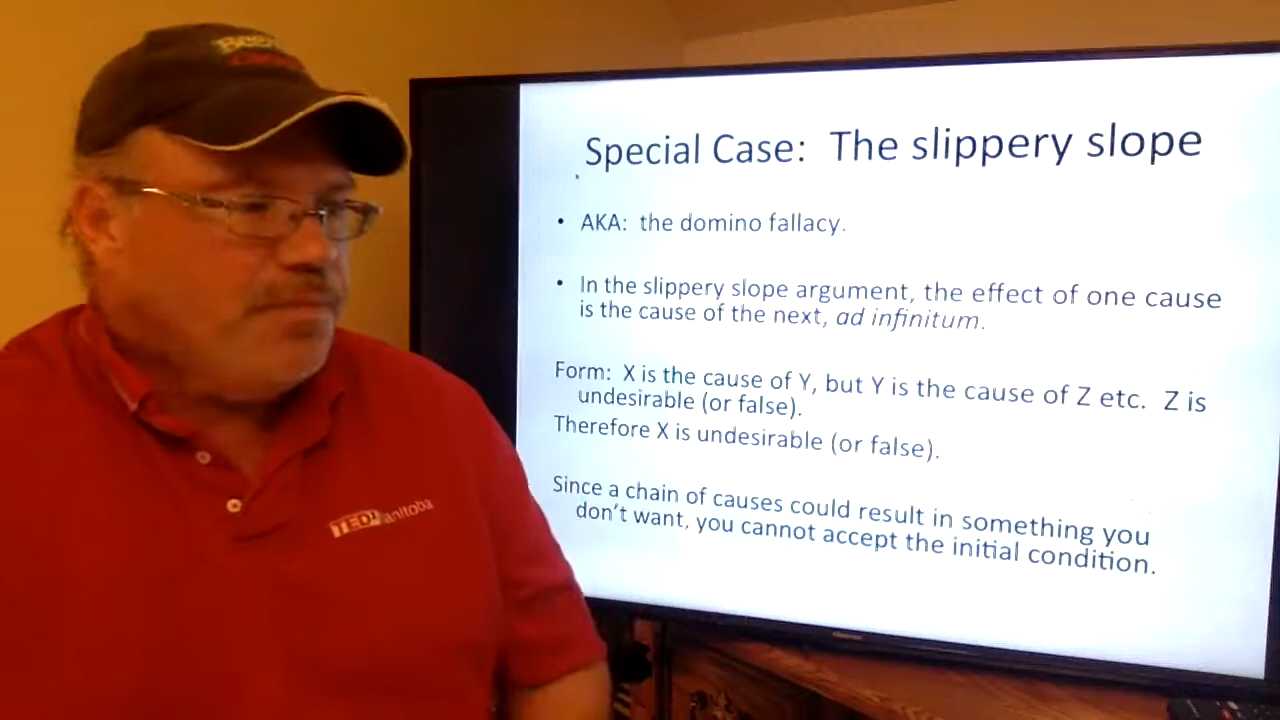 Special Case: The slippery slope
• AKA: the domino fallacy.
• In the slippery slope argument, the effect of one cause
is the cause of the next, ad infinitum.
Form: X is the cause of Y, but Y is the cause of Z etc. Z is
undesirable (or false).
Therefore X is undesirable (or false).
Since a chain of causes could result in something you
don't want, you cannot accept the initial condition.